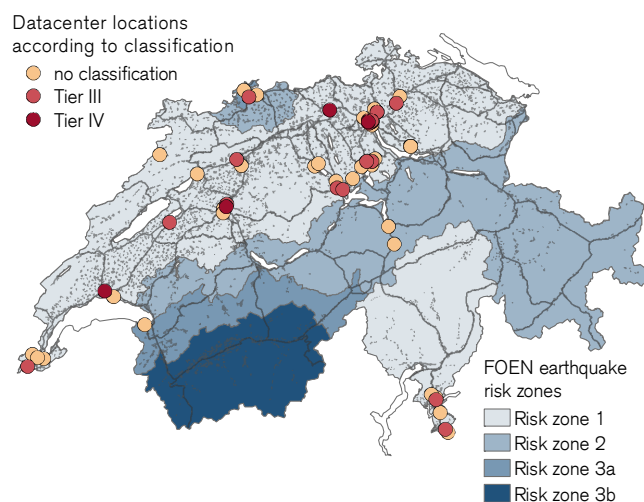 Datacenter locations
according to classification
no classification
Tier III
Tier IV
FOEN earthquake
risk zones
Risk zone 1
Risk zone 2
Risk zone 3a
Risk zone 3b